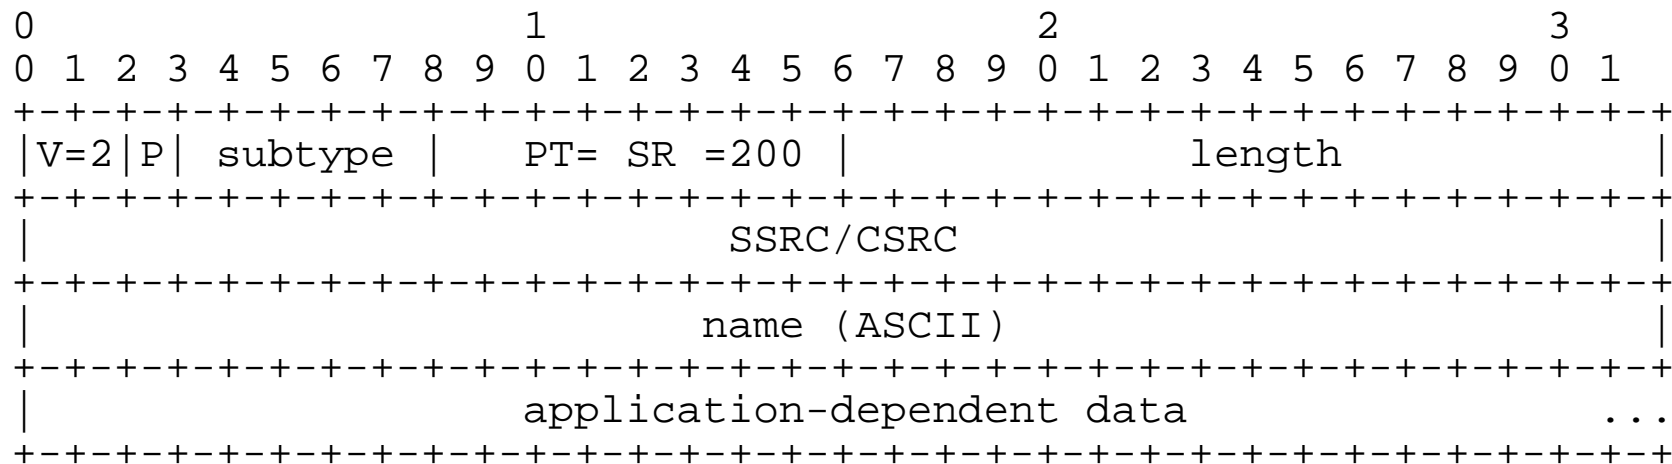 0                   1                   2                   3
0 1 2 3 4 5 6 7 8 9 0 1 2 3 4 5 6 7 8 9 0 1 2 3 4 5 6 7 8 9 0 1
+-+-+-+-+-+-+-+-+-+-+-+-+-+-+-+-+-+-+-+-+-+-+-+-+-+-+-+-+-+-+-+-+
|V=2|P| subtype |   PT= SR =200 |             length            |
+-+-+-+-+-+-+-+-+-+-+-+-+-+-+-+-+-+-+-+-+-+-+-+-+-+-+-+-+-+-+-+-+
|                           SSRC/CSRC                           |
+-+-+-+-+-+-+-+-+-+-+-+-+-+-+-+-+-+-+-+-+-+-+-+-+-+-+-+-+-+-+-+-+
|                          name (ASCII)                         |
+-+-+-+-+-+-+-+-+-+-+-+-+-+-+-+-+-+-+-+-+-+-+-+-+-+-+-+-+-+-+-+-+
|                   application-dependent data                ...
+-+-+-+-+-+-+-+-+-+-+-+-+-+-+-+-+-+-+-+-+-+-+-+-+-+-+-+-+-+-+-+-+